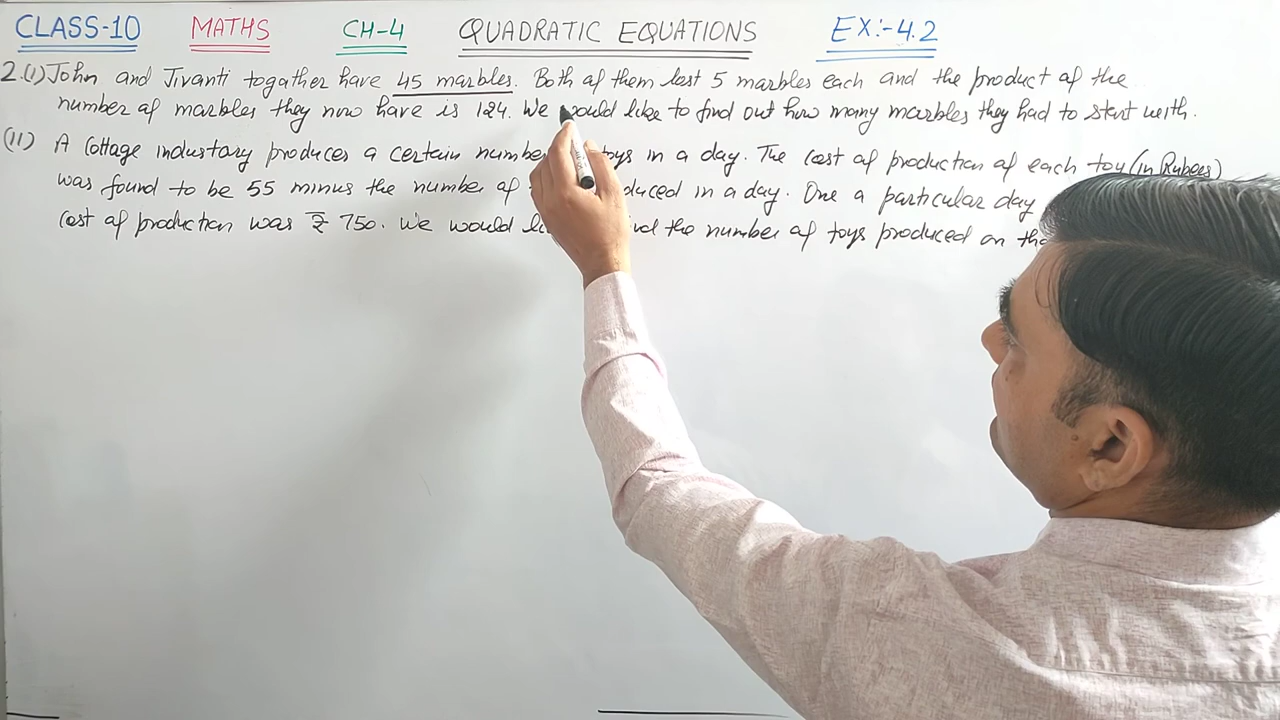 CLASS-10 MATHS CH-4 QUADRATIC EQUATIONS EX:-4.2
2.(i) John and Jivanti togather have 45 marbles. Both of them lost 5 marbles each and the product of the
number of marbles they now have is 124. We would like to find out how many marbles they had to start with.
(II) A Cottage industary produces a certain number toys in a day. The cost of production of each toy (in Rubees)
was found to be 55 minus the number of duced in a day. One a particular day
Cost of production was ₹ 750. We would the number of toys produced on